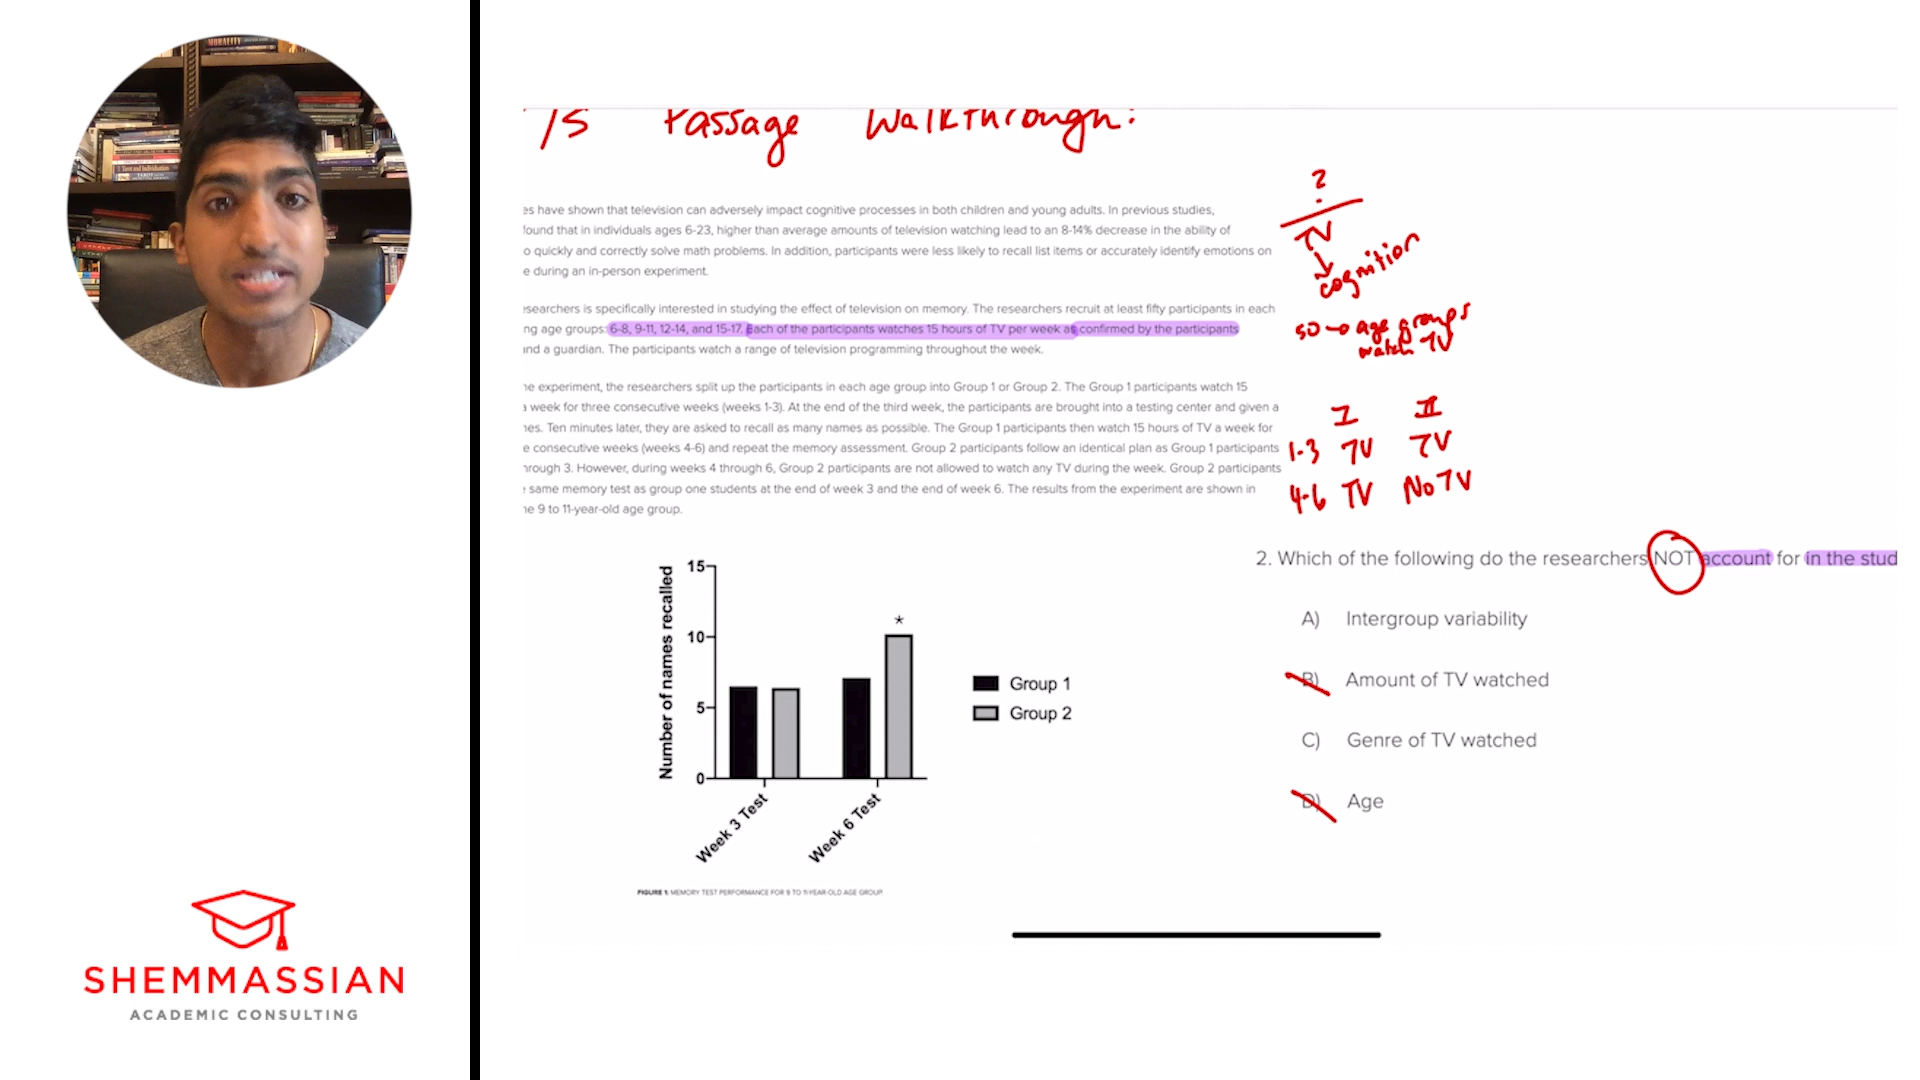 /S Passage Walkthrough:
es have shown that television can adversely impact cognitive processes in both children and young adults. In previous studies,
found that in individuals ages 6-23, higher than average amounts of television watching lead to an 8-14% decrease in the ability of
o quickly and correctly solve math problems. In addition, participants were less likely to recall list items or accurately identify emotions on
e during an in-person experiment.
esearchers is specifically interested in studying the effect of television on memory. The researchers recruit at least fifty participants in each
ng age groups: 6-8, 9-11, 12-14, and 15-17. Each of the participants watches 15 hours of TV per week as confirmed by the participants
and a guardian. The participants watch a range of television programming throughout the week.
he experiment, the researchers split up the participants in each age group into Group 1 or Group 2. The Group 1 participants watch 15
a week for three consecutive weeks (weeks 1-3). At the end of the third week, the participants are brought into a testing center and given a
nes. Ten minutes later, they are asked to recall as many names as possible. The Group 1 participants then watch 15 hours of TV a week for
e consecutive weeks (weeks 4-6) and repeat the memory assessment. Group 2 participants follow an identical plan as Group 1 participants
hrough 3. However, during weeks 4 through 6, Group 2 participants are not allowed to watch any TV during the week. Group 2 participants
same memory test as group one students at the end of week 3 and the end of week 6. The results from the experiment are shown in
he 9 to 11-year-old age group.
?
TV
cognition
50 → age groups
watch TV
I II
1-3 TV TV
4-6 TV No TV
Number of names recalled
15
10
5
0
*
Week 3 Test
Week 6 Test
Group 1
Group 2
FIGURE 1: MEMORY TEST PERFORMANCE FOR 9 TO 11-YEAR-OLD AGE GROUP
2. Which of the following do the researchers NOT account for in the stud
A) Intergroup variability
B) Amount of TV watched
C) Genre of TV watched
D) Age
SHEMMASSIAN
ACADEMIC CONSULTING